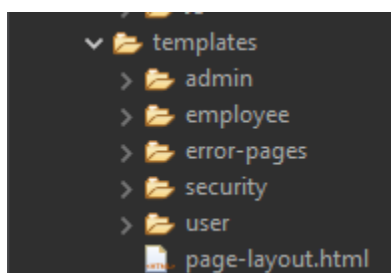 templates
admin
employee
error-pages
security
user
page-layout.html